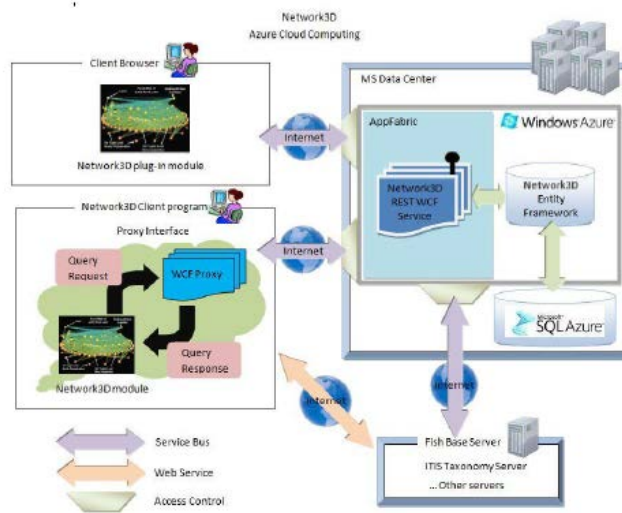 Network3D
Azure Cloud Computing
Client Browser
Network3D plug-in module
MS Data Center
AppFabric
Windows Azure
Internet
Network3D
REST WCF
Service
Network3D
Entity
Framework
Network3D Client program
Proxy Interface
Query
Request
WCF Proxy
Internet
Query
Response
Network3D module
Microsoft
SQL Azure
Internet
Internet
Service Bus
Web Service
Access Control
Fish Base Server
ITIS Taxonomy Server
... Other servers